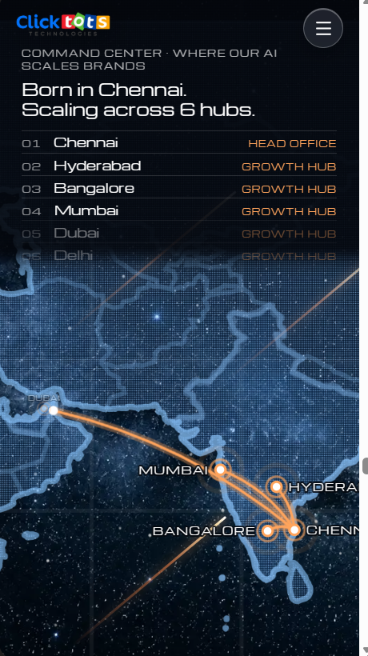 Clicktots
TECHNOLOGIES
COMMAND CENTER · WHERE OUR AI
SCALES BRANDS
Born in Chennai.
Scaling across 6 hubs.
01 Chennai HEAD OFFICE
02 Hyderabad GROWTH HUB
03 Bangalore GROWTH HUB
04 Mumbai GROWTH HUB
05 Dubai GROWTH HUB
06 Delhi GROWTH HUB
DUBAI
MUMBAI
HYDERA
BANGALORE
CHENN